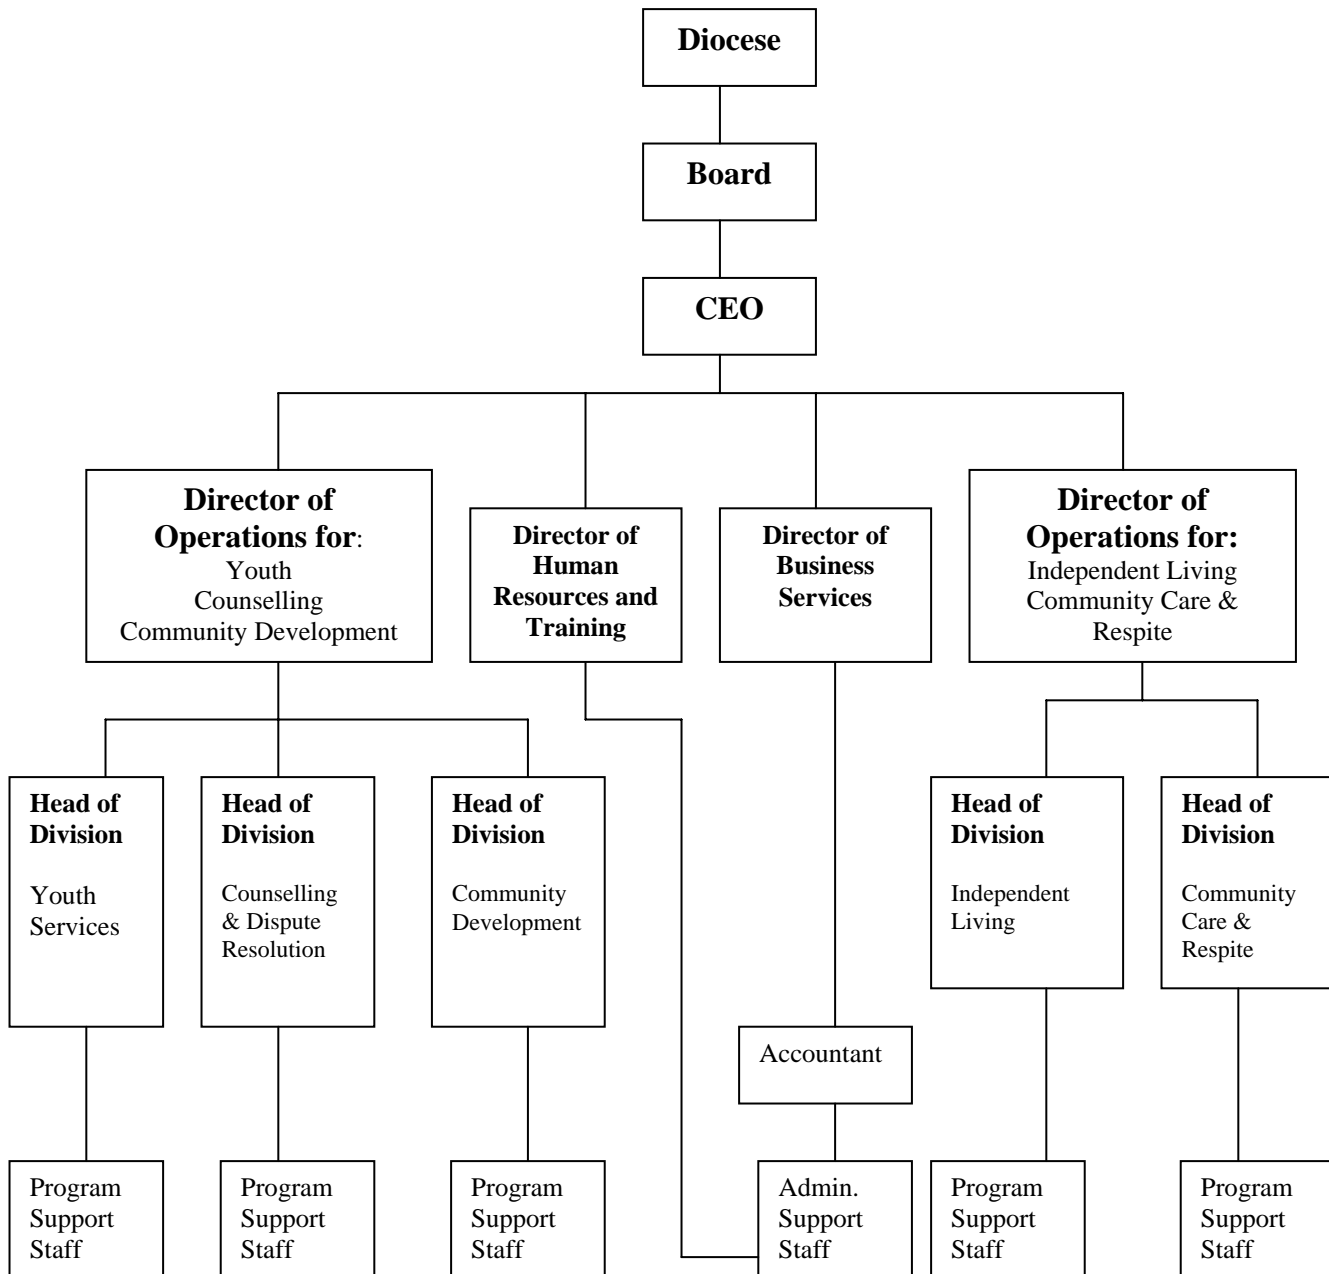 Diocese
Board
CEO
Director of
Operations for:
Youth
Counselling
Community Development
Director of
Human
Resources and
Training
Director of
Business
Services
Director of
Operations for:
Independent Living
Community Care &
Respite
Head of
Division
Youth
Services
Head of
Division
Counselling
& Dispute
Resolution
Head of
Division
Community
Development
Head of
Division
Independent
Living
Head of
Division
Community
Care &
Respite
Accountant
Program
Support
Staff
Program
Support
Staff
Program
Support
Staff
Admin.
Support
Staff
Program
Support
Staff
Program
Support
Staff